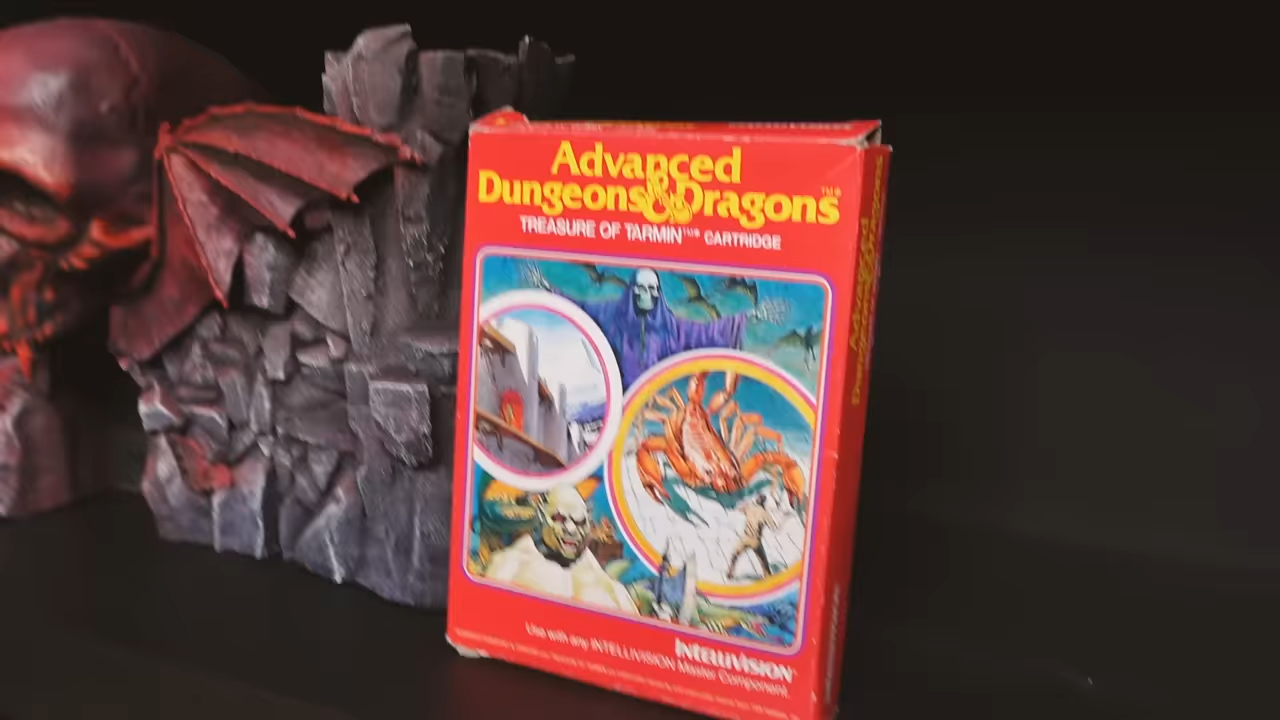 Advanced
Dungeons & Dragons™*
TREASURE OF TARMIN™* CARTRIDGE
INTELLIVISION
Use with any INTELLIVISION Master Component.